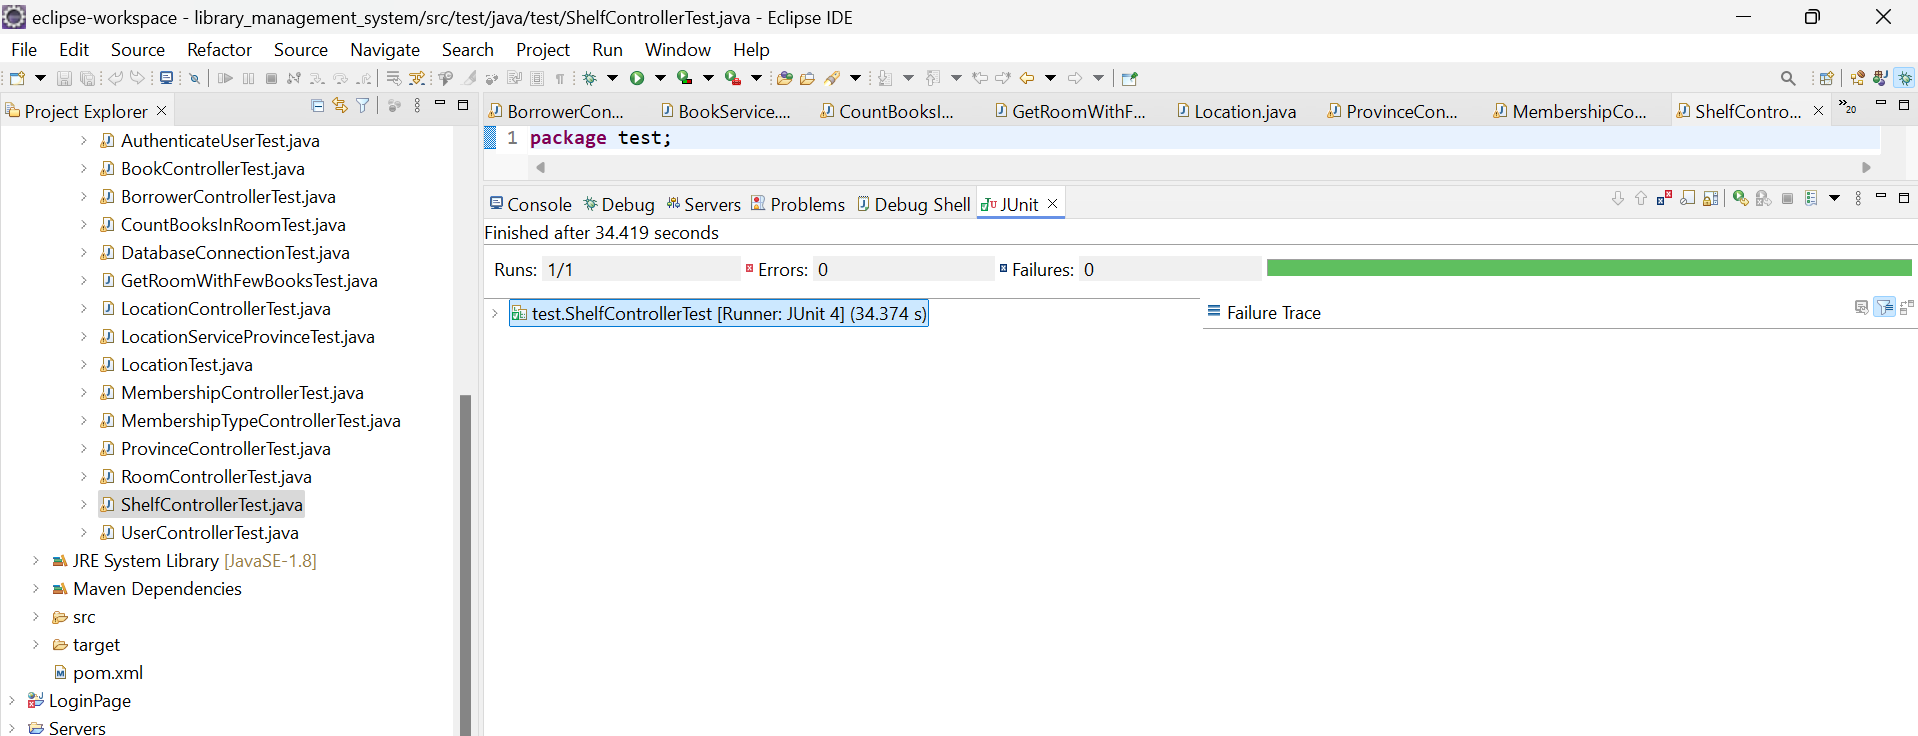 eclipse-workspace - library_management_system/src/test/java/test/ShelfControllerTest.java - Eclipse IDE
File Edit Source Refactor Source Navigate Search Project Run Window Help
Project Explorer
AuthenticateUserTest.java
BookControllerTest.java
BorrowerControllerTest.java
CountBooksInRoomTest.java
DatabaseConnectionTest.java
GetRoomWithFewBooksTest.java
LocationControllerTest.java
LocationServiceProvinceTest.java
LocationTest.java
MembershipControllerTest.java
MembershipTypeControllerTest.java
ProvinceControllerTest.java
RoomControllerTest.java
ShelfControllerTest.java
UserControllerTest.java
JRE System Library [JavaSE-1.8]
Maven Dependencies
src
target
pom.xml
LoginPage
Servers
BorrowerCon... BookService.... CountBooksI... GetRoomWithF... Location.java ProvinceCon... MembershipCo... ShelfContro... »20
1 package test;
Console Debug Servers Problems Debug Shell JUnit
Finished after 34.419 seconds
Runs: 1/1 Errors: 0 Failures: 0
test.ShelfControllerTest [Runner: JUnit 4] (34.374 s)
Failure Trace